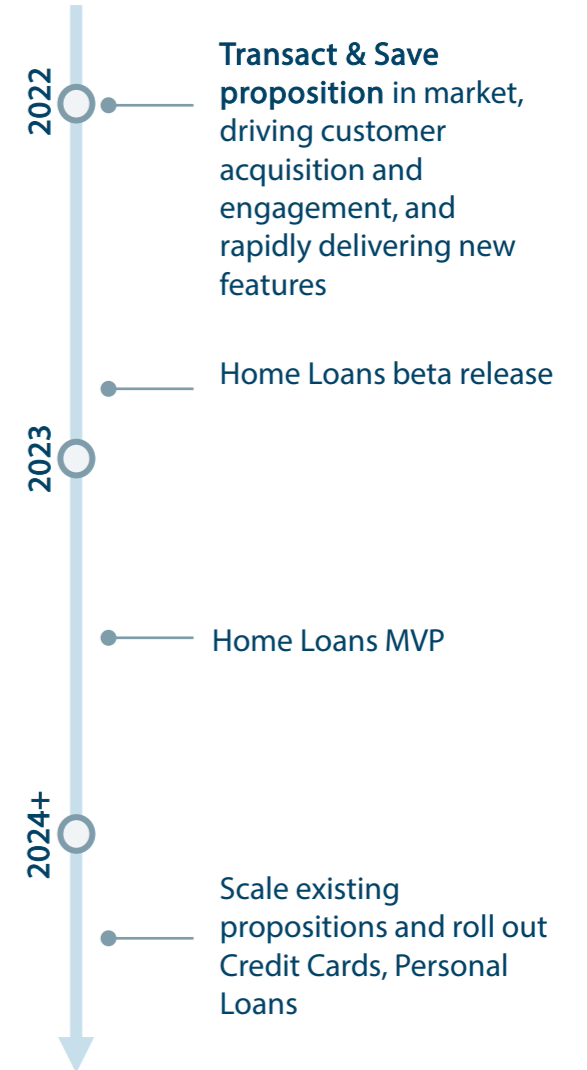 2022
Transact & Save
proposition in market,
driving customer
acquisition and
engagement, and
rapidly delivering new
features
Home Loans beta release
2023
Home Loans MVP
2024+
Scale existing
propositions and roll out
Credit Cards, Personal
Loans